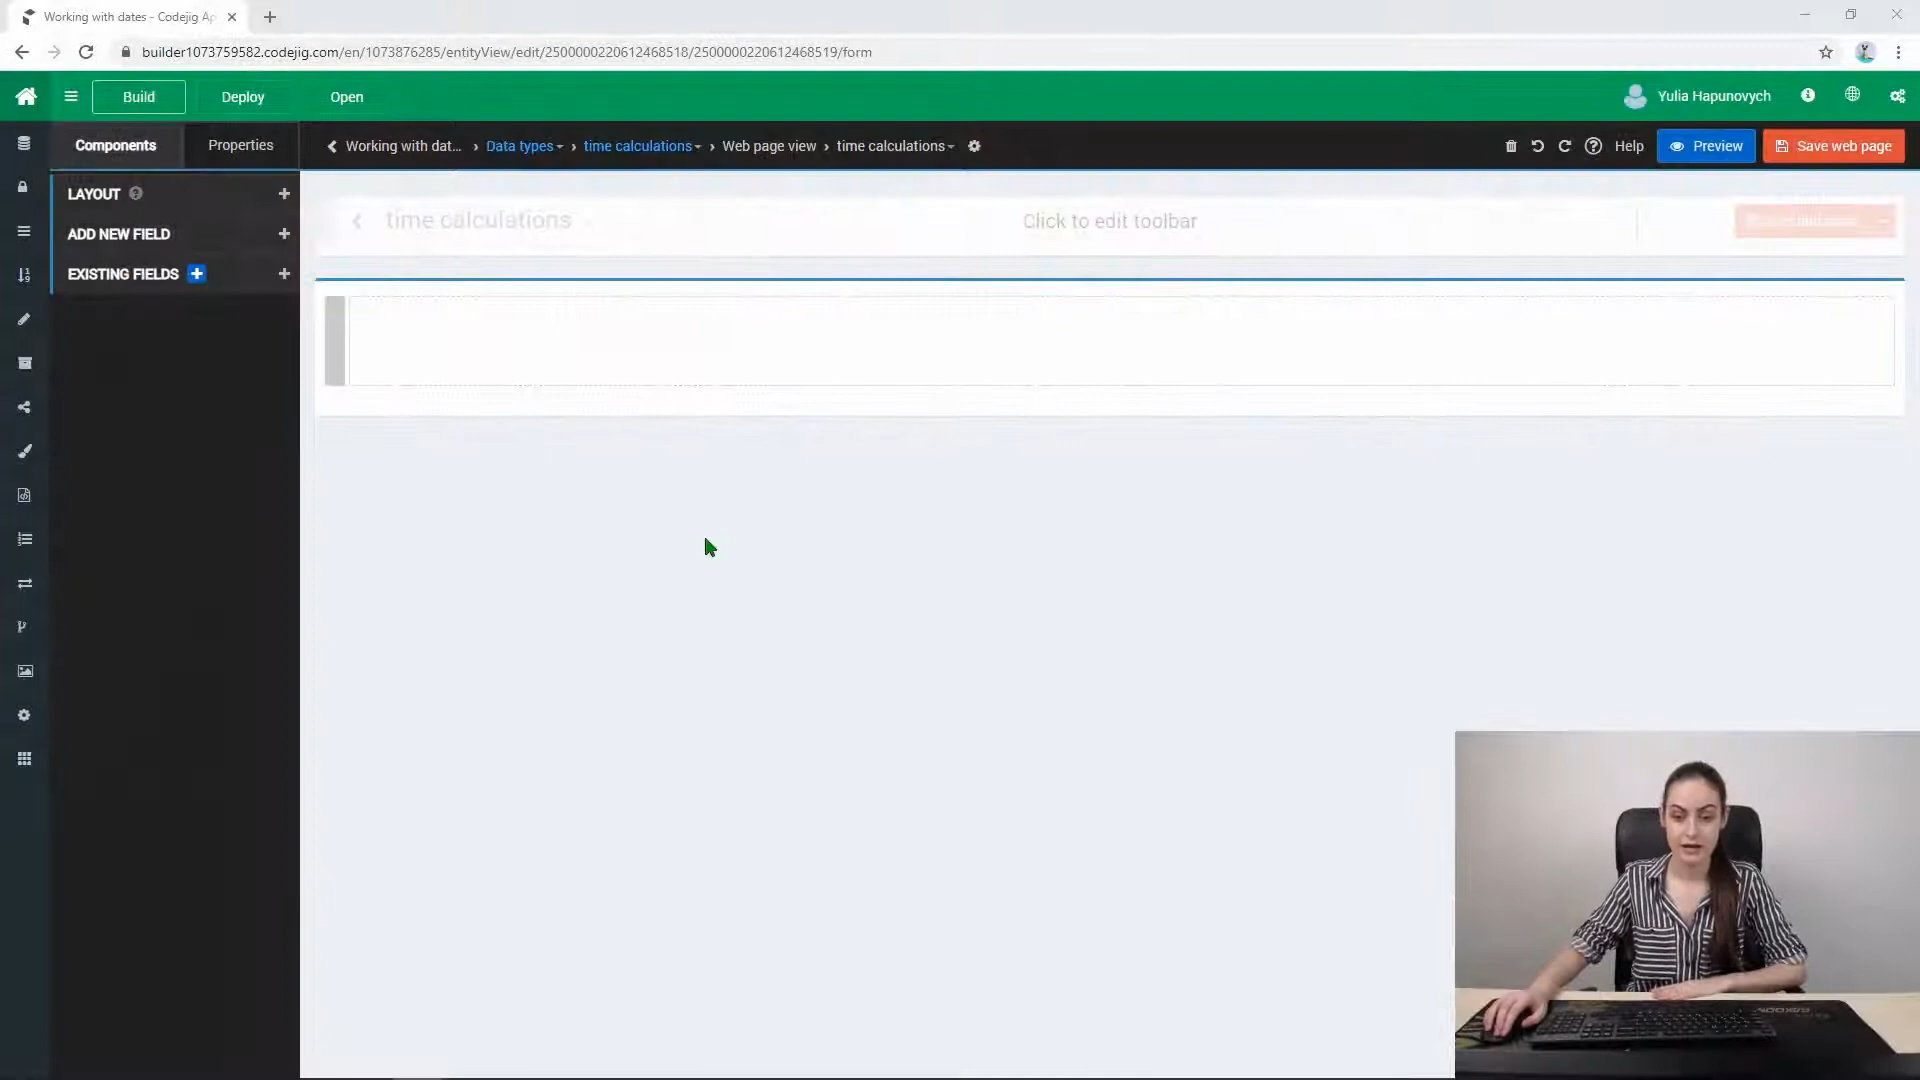 Working with dates - Codejig Ap
builder1073759582.codejig.com/en/1073876285/entityView/edit/2500000220612468518/2500000220612468519/form
Build Deploy Open Yulia Hapunovych
Components Properties Working with dat... › Data types › time calculations › Web page view › time calculations Help Preview Save web page
LAYOUT
time calculations Click to edit toolbar
ADD NEW FIELD
EXISTING FIELDS